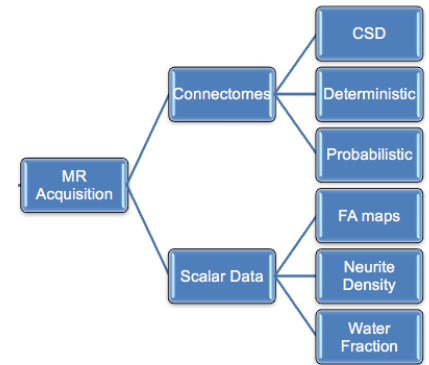 MR
Acquisition
Connectomes
CSD
Deterministic
Probabilistic
Scalar Data
FA maps
Neurite
Density
Water
Fraction